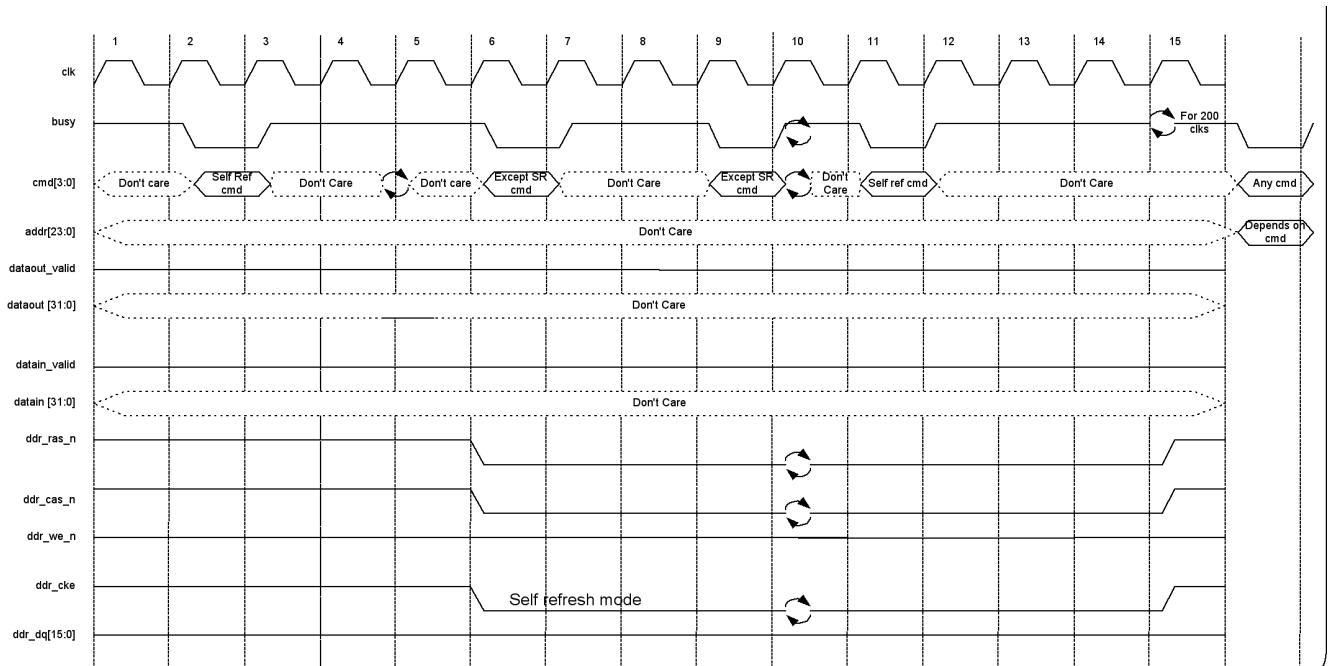 1 2 3 4 5 6 7 8 9 10 11 12 13 14 15
clk
busy
For 200
clks
cmd[3:0]
Don't care
Self Ref
cmd
Don't Care
Don't care
Except SR
cmd
Don't Care
Except SR
cmd
Don't
Care
Self ref cmd
Don't Care
Any cmd
addr[23:0]
Don't Care
Depends on
cmd
dataout_valid
dataout [31:0]
Don't Care
datain_valid
datain [31:0]
Don't Care
ddr_ras_n
ddr_cas_n
ddr_we_n
ddr_cke
Self refresh mode
ddr_dq[15:0]